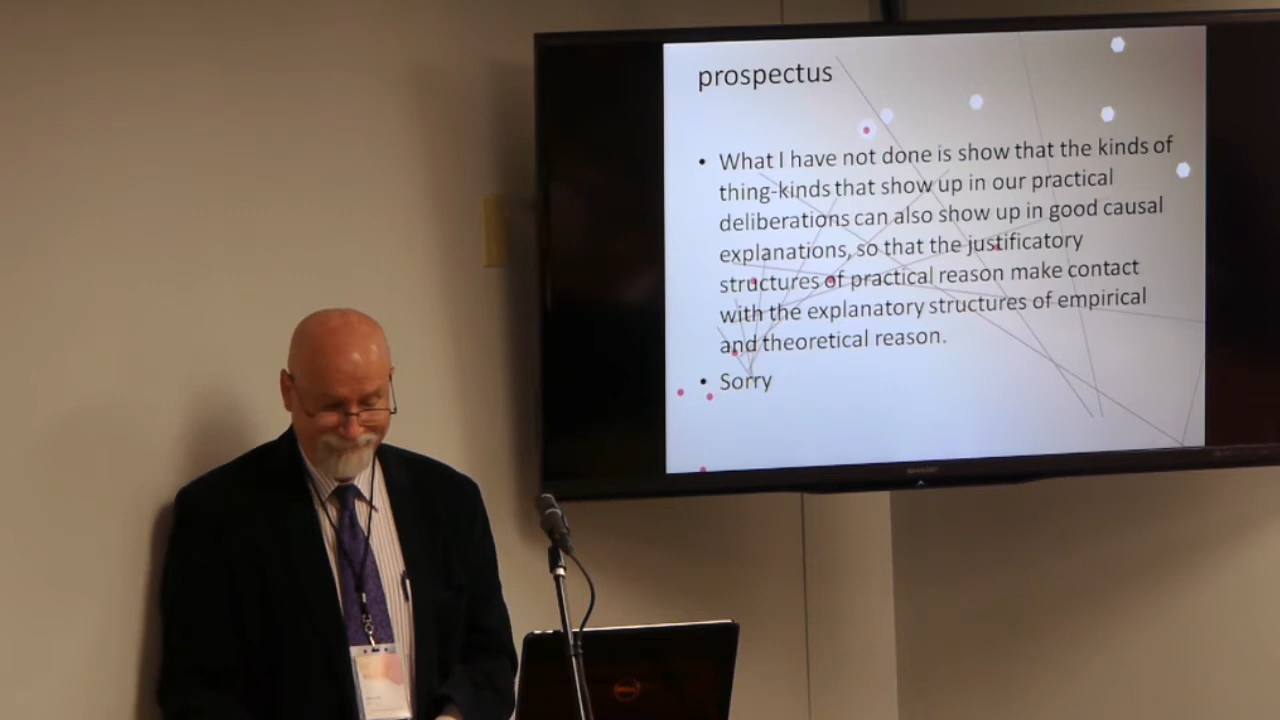 prospectus
• What I have not done is show that the kinds of
thing-kinds that show up in our practical
deliberations can also show up in good causal
explanations, so that the justificatory
structures of practical reason make contact
with the explanatory structures of empirical
and theoretical reason.
• Sorry
SHARP
DELL